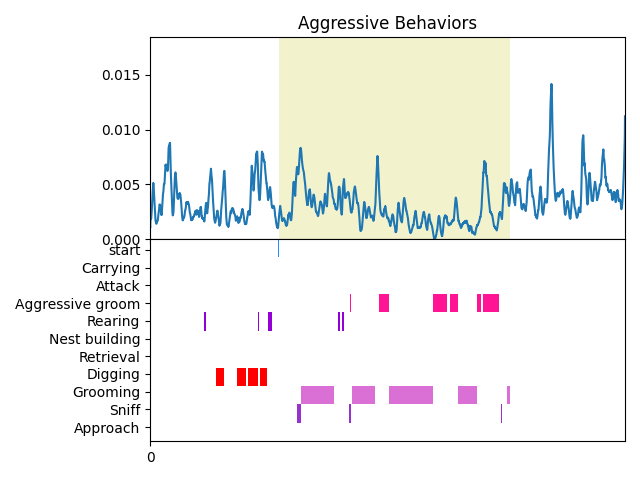 Aggressive Behaviors
0.015
0.010
0.005
0.000
start
Carrying
Attack
Aggressive groom
Rearing
Nest building
Retrieval
Digging
Grooming
Sniff
Approach
0